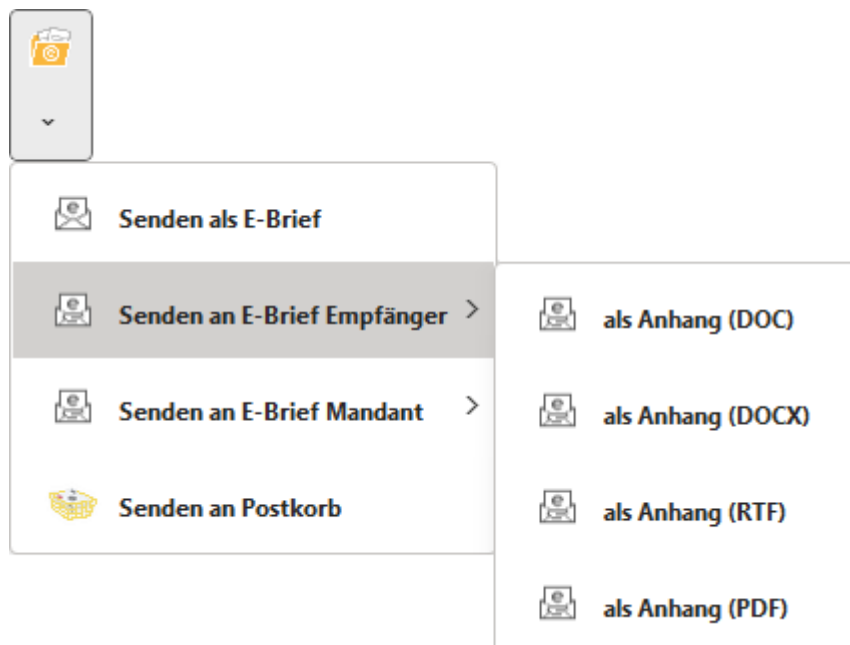 Senden als E-Brief
Senden an E-Brief Empfänger
Senden an E-Brief Mandant
Senden an Postkorb
als Anhang (DOC)
als Anhang (DOCX)
als Anhang (RTF)
als Anhang (PDF)